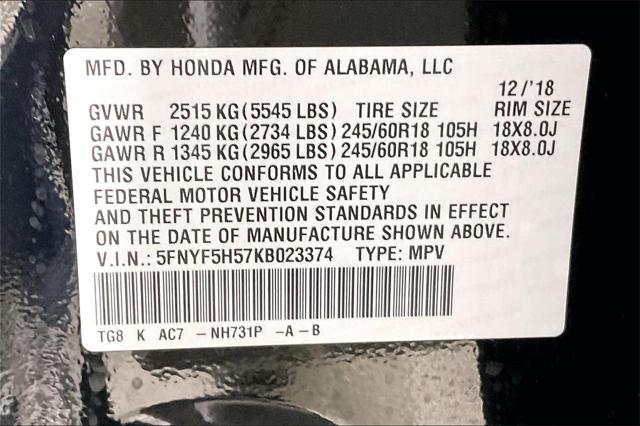 MFD. BY HONDA MFG. OF ALABAMA, LLC
12/'18
GVWR 2515 KG(5545 LBS) TIRE SIZE RIM SIZE
GAWR F 1240 KG(2734 LBS) 245/60R18 105H 18X8.0J
GAWR R 1345 KG(2965 LBS) 245/60R18 105H 18X8.0J
THIS VEHICLE CONFORMS TO ALL APPLICABLE
FEDERAL MOTOR VEHICLE SAFETY
AND THEFT PREVENTION STANDARDS IN EFFECT
ON THE DATE OF MANUFACTURE SHOWN ABOVE.
V.I.N.: 5FNYF5H57KB023374 TYPE: MPV
TG8 K AC7 -NH731P -A-B